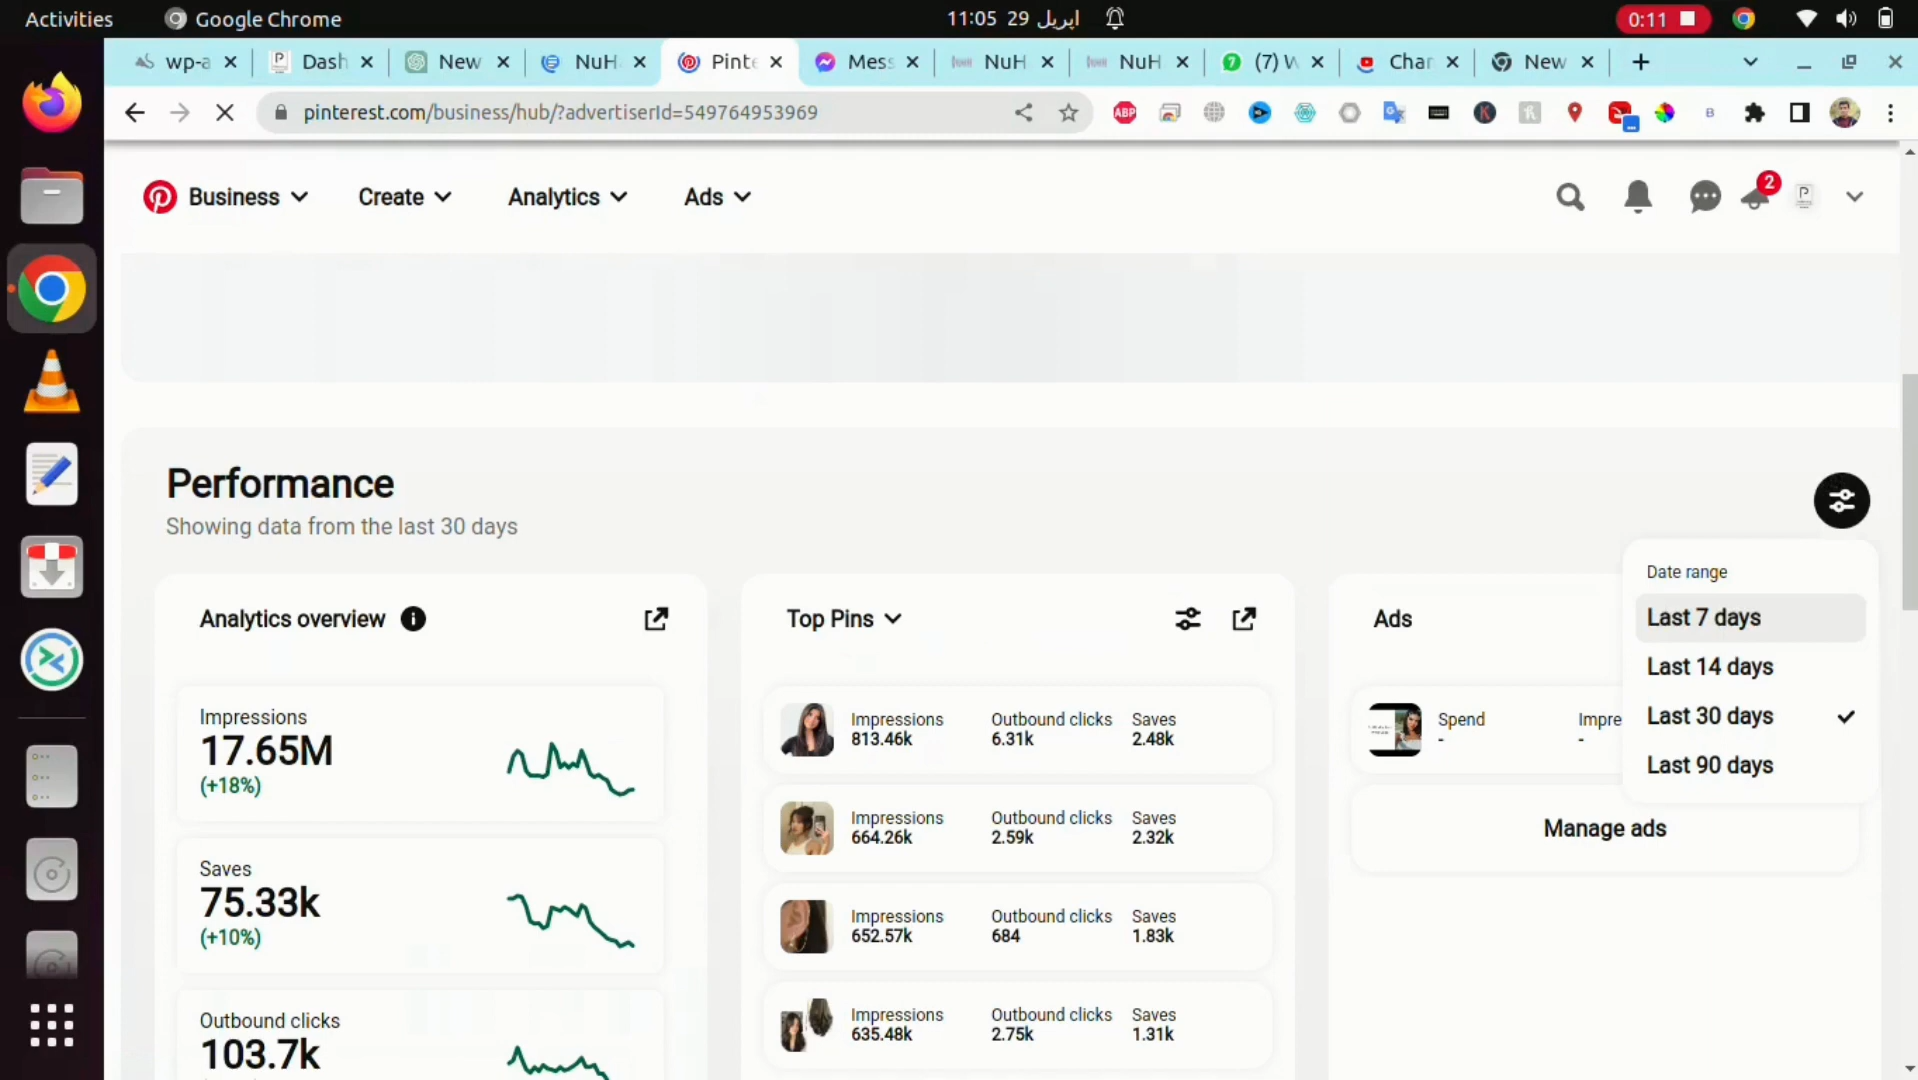 Activities
Google Chrome
11:05 29 اپریل
0:11
wp-a
Dash
New
NuH
Pinte
Mess
NuH
NuH
(7) W
Char
New
pinterest.com/business/hub/?advertiserId=549764953969
ABP
Business
Create
Analytics
Ads
2
Performance
Showing data from the last 30 days
Date range
Last 7 days
Last 14 days
Last 30 days
Last 90 days
Analytics overview
Impressions
17.65M
(+18%)
Saves
75.33k
(+10%)
Outbound clicks
103.7k
Top Pins
Impressions Outbound clicks Saves
813.46k 6.31k 2.48k
Impressions Outbound clicks Saves
664.26k 2.59k 2.32k
Impressions Outbound clicks Saves
652.57k 684 1.83k
Impressions Outbound clicks Saves
635.48k 2.75k 1.31k
Ads
Spend Impre
- -
Manage ads